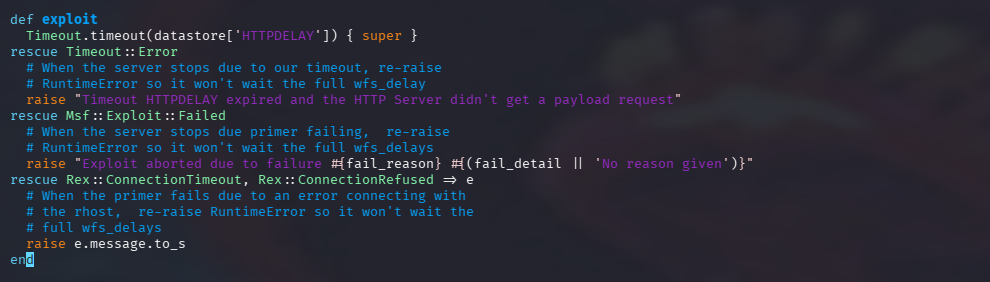 def exploit
  Timeout.timeout(datastore['HTTPDELAY']) { super }
rescue Timeout::Error
  # When the server stops due to our timeout, re-raise
  # RuntimeError so it won't wait the full wfs_delay
  raise "Timeout HTTPDELAY expired and the HTTP Server didn't get a payload request"
rescue Msf::Exploit::Failed
  # When the server stops due primer failing,  re-raise
  # RuntimeError so it won't wait the full wfs_delays
  raise "Exploit aborted due to failure #{fail_reason} #{(fail_detail || 'No reason given')}"
rescue Rex::ConnectionTimeout, Rex::ConnectionRefused => e
  # When the primer fails due to an error connecting with
  # the rhost,  re-raise RuntimeError so it won't wait the
  # full wfs_delays
  raise e.message.to_s
end